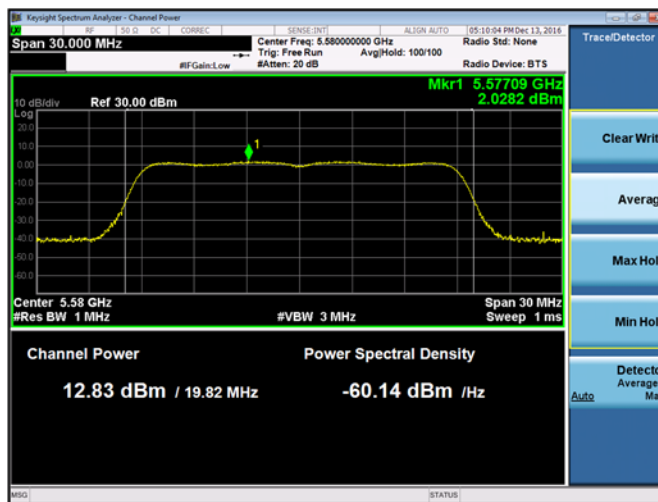 Keysight Spectrum Analyzer - Channel Power
RF 50 Ω DC CORREC SENSE:INT ALIGN AUTO 05:10:04 PM Dec 13, 2016
Span 30.000 MHz
Center Freq: 5.580000000 GHz
Radio Std: None
Trace/Detector
Trig: Free Run Avg|Hold: 100/100
#IFGain:Low #Atten: 20 dB Radio Device: BTS
Mkr1 5.57709 GHz
2.0282 dBm
10 dB/div Ref 30.00 dBm
Log
20.0
10.0
0.00
-10.0
-20.0
-30.0
-40.0
-50.0
-60.0
1
Clear Writ
Averag
Max Hol
Min Hol
Center 5.58 GHz Span 30 MHz
#Res BW 1 MHz #VBW 3 MHz Sweep 1 ms
Channel Power Power Spectral Density
12.83 dBm / 19.82 MHz -60.14 dBm /Hz
Detecto
Average
Auto Ma
MSG STATUS